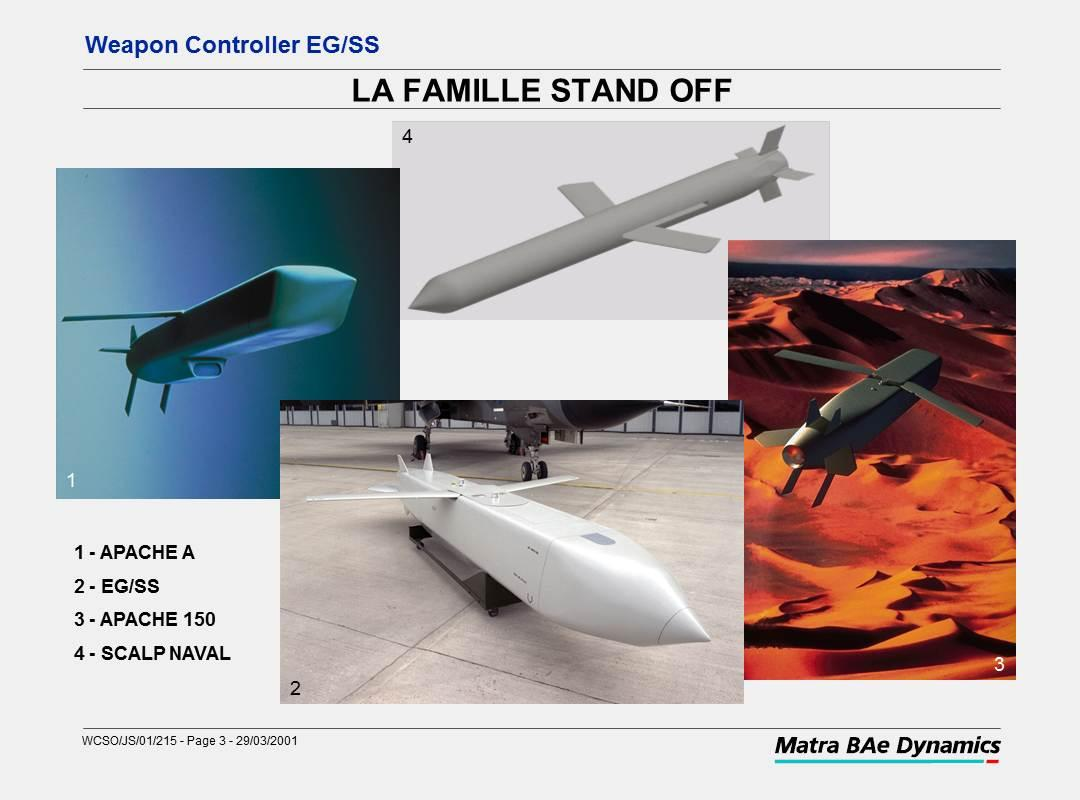 Weapon Controller EG/SS
LA FAMILLE STAND OFF
4
1
3
2
1 - APACHE A
2 - EG/SS
3 - APACHE 150
4 - SCALP NAVAL
WCSO/JS/01/215 - Page 3 - 29/03/2001
Matra BAe Dynamics